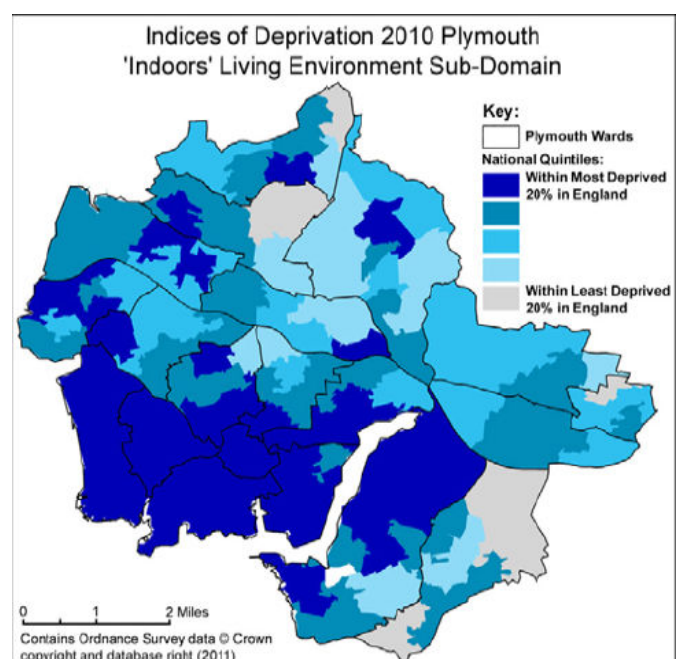 Indices of Deprivation 2010 Plymouth
'Indoors' Living Environment Sub-Domain
Key:
Plymouth Wards
National Quintiles:
Within Most Deprived
20% in England
Within Least Deprived
20% in England
0 1 2 Miles
Contains Ordnance Survey data © Crown
copyright and database right (2011)